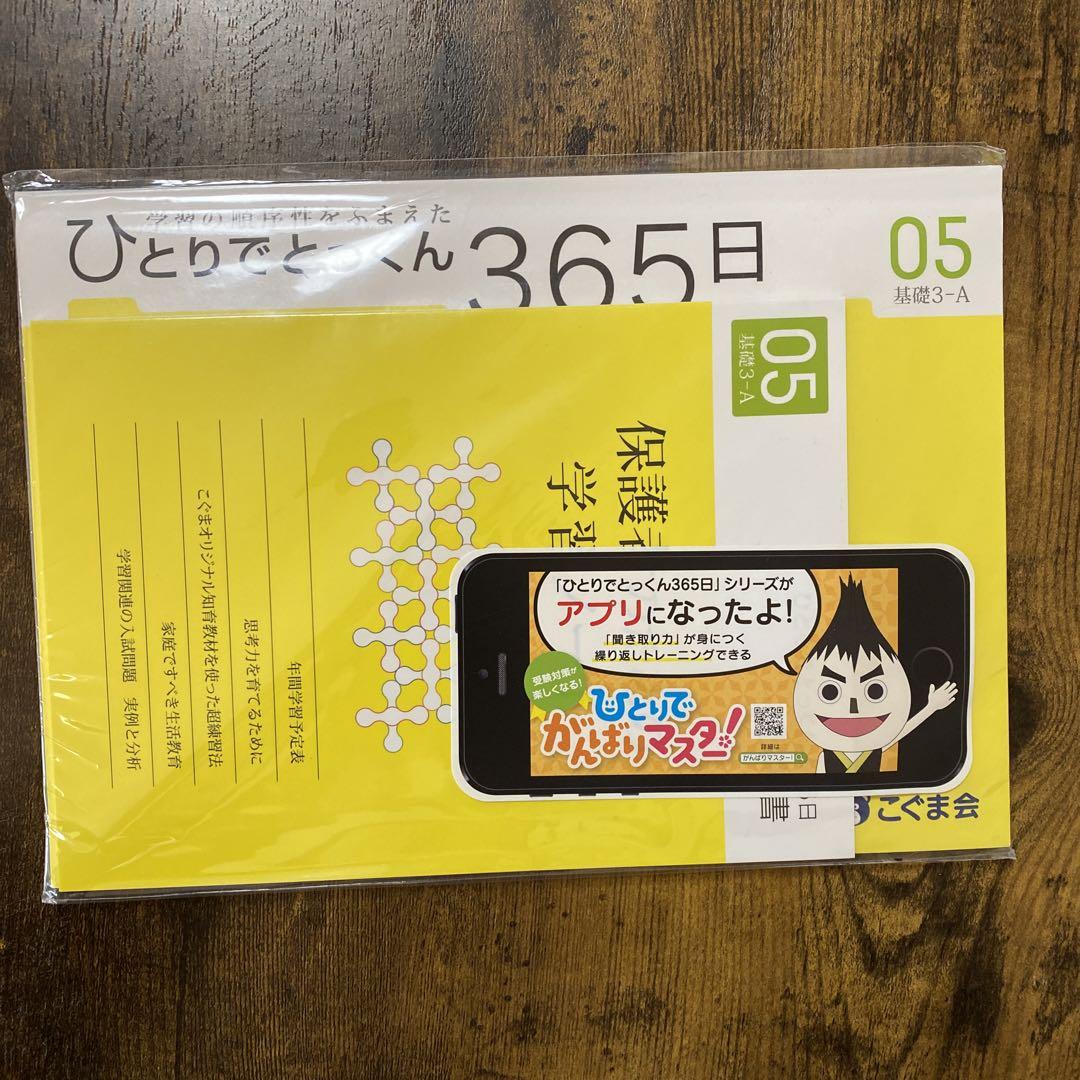 学習の順序性をふまえた
ひとりでとっくん365日
05
基礎3-A
05
基礎3-A
保護者
学習
年間学習予定表
思考力を育てるために
こぐまオリジナル知育教材を使った超練習法
家庭ですべき生活教育
学習関連の入試問題 実例と分析
「ひとりでとっくん365日」シリーズが
アプリになったよ!
「聞き取り力」が身につく
繰り返しトレーニングできる
受験対策が
楽しくなる!
ひとりで
がんばりマスター!
詳細は
がんばりマスター!
日
書
こぐま会